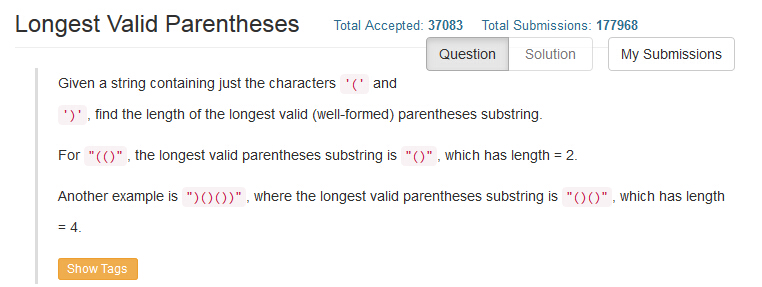 Longest Valid Parentheses Total Accepted: 37083 Total Submissions: 177968
Question Solution My Submissions
Given a string containing just the characters '(' and
')', find the length of the longest valid (well-formed) parentheses substring.
For "(()", the longest valid parentheses substring is "()", which has length = 2.
Another example is ")()())", where the longest valid parentheses substring is "()()", which has length
= 4.
Show Tags